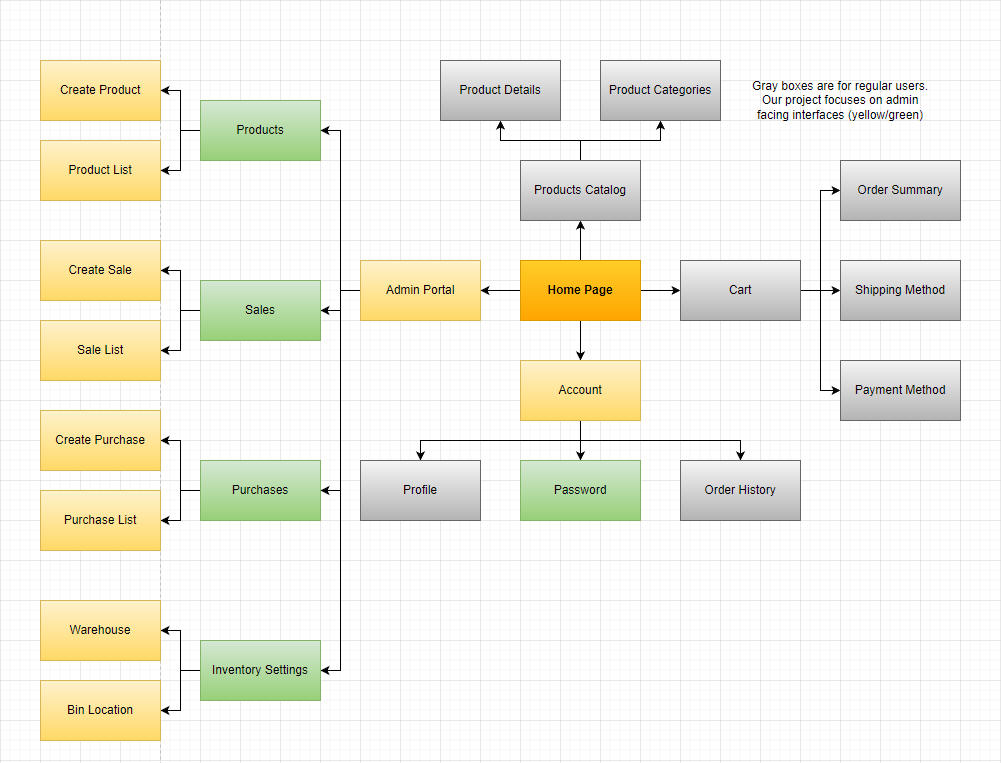 Create Product
Product Details
Product Categories
Gray boxes are for regular users.
Our project focuses on admin
facing interfaces (yellow/green)
Products
Product List
Products Catalog
Order Summary
Create Sale
Admin Portal
Home Page
Cart
Shipping Method
Sales
Sale List
Account
Payment Method
Create Purchase
Purchases
Profile
Password
Order History
Purchase List
Warehouse
Inventory Settings
Bin Location